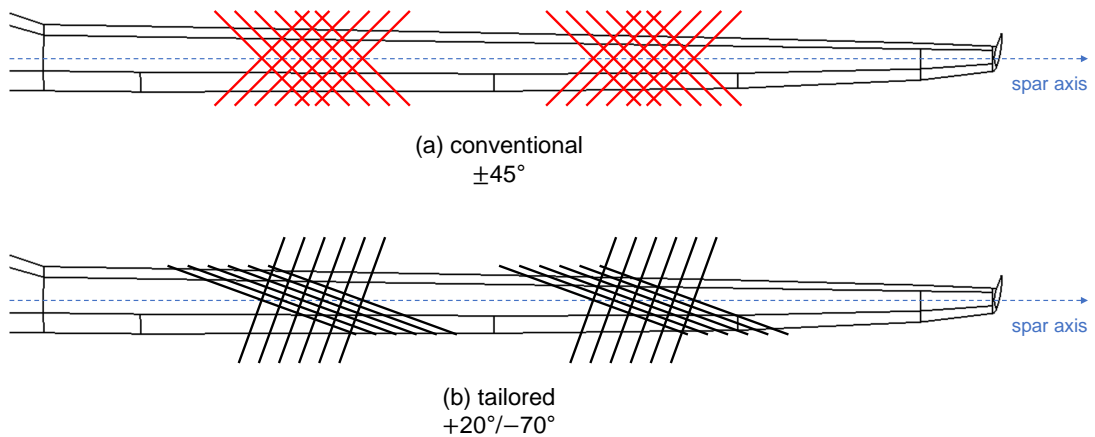 spar axis
(a) conventional
±45°
spar axis
(b) tailored
+20°/−70°